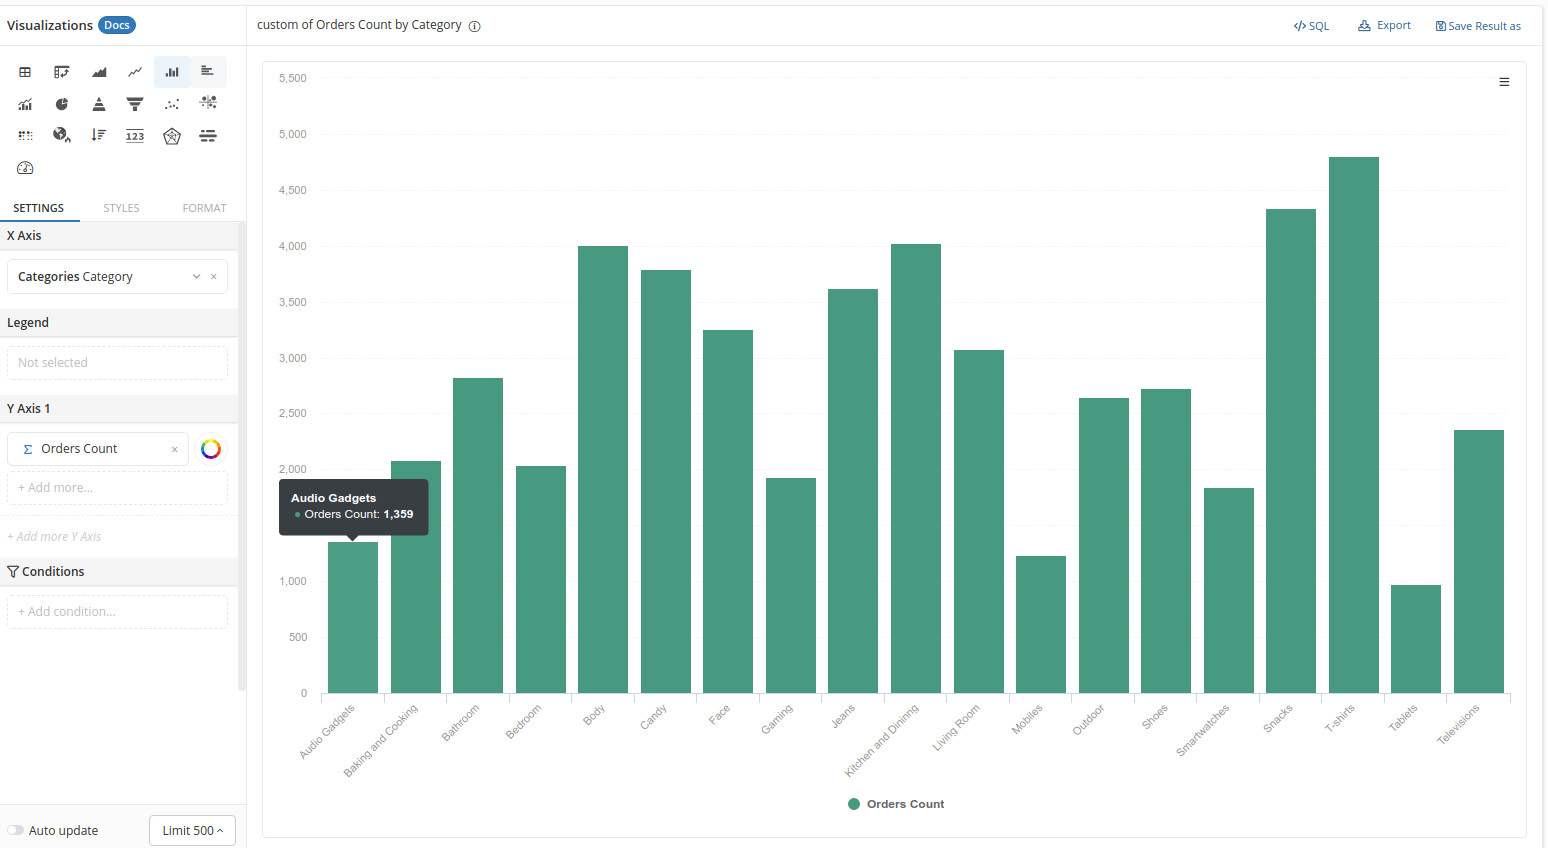 Visualizations Docs
custom of Orders Count by Category
SQL
Export
Save Result as
123
SETTINGS STYLES FORMAT
X Axis
Categories Category
Legend
Not selected
Y Axis 1
Σ Orders Count
+ Add more...
+ Add more Y Axis
Conditions
+ Add condition...
Auto update
Limit 500
5,500
5,000
4,500
4,000
3,500
3,000
2,500
2,000
1,000
500
0
Audio Gadgets
Orders Count: 1,359
Audio Gadgets
Baking and Cooking
Bathroom
Bedroom
Body
Candy
Face
Gaming
Jeans
Kitchen and Dininng
Living Room
Mobiles
Outdoor
Shoes
Smartwatches
Snacks
T-shirts
Tablets
Televisions
Orders Count